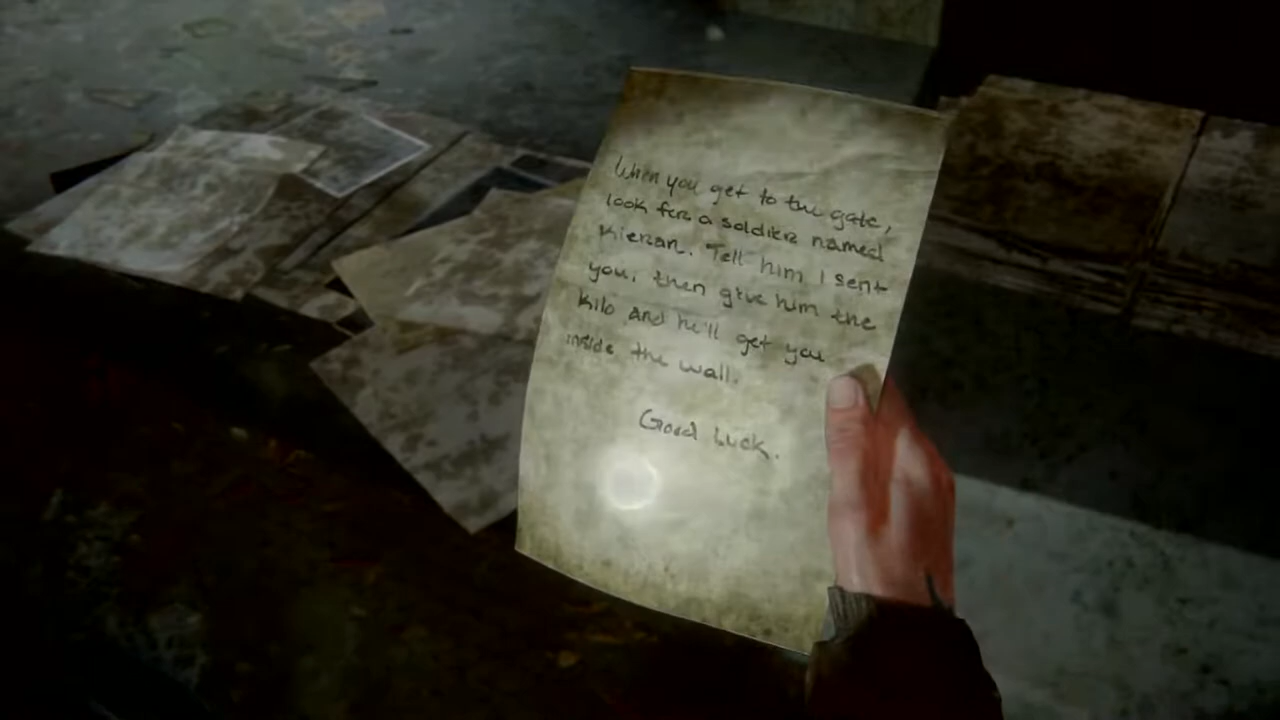 When you get to the gate,
look for a soldier named
Kieran. Tell him I sent
you, then give him the
kilo and he'll get you
inside the wall.
Good Luck.